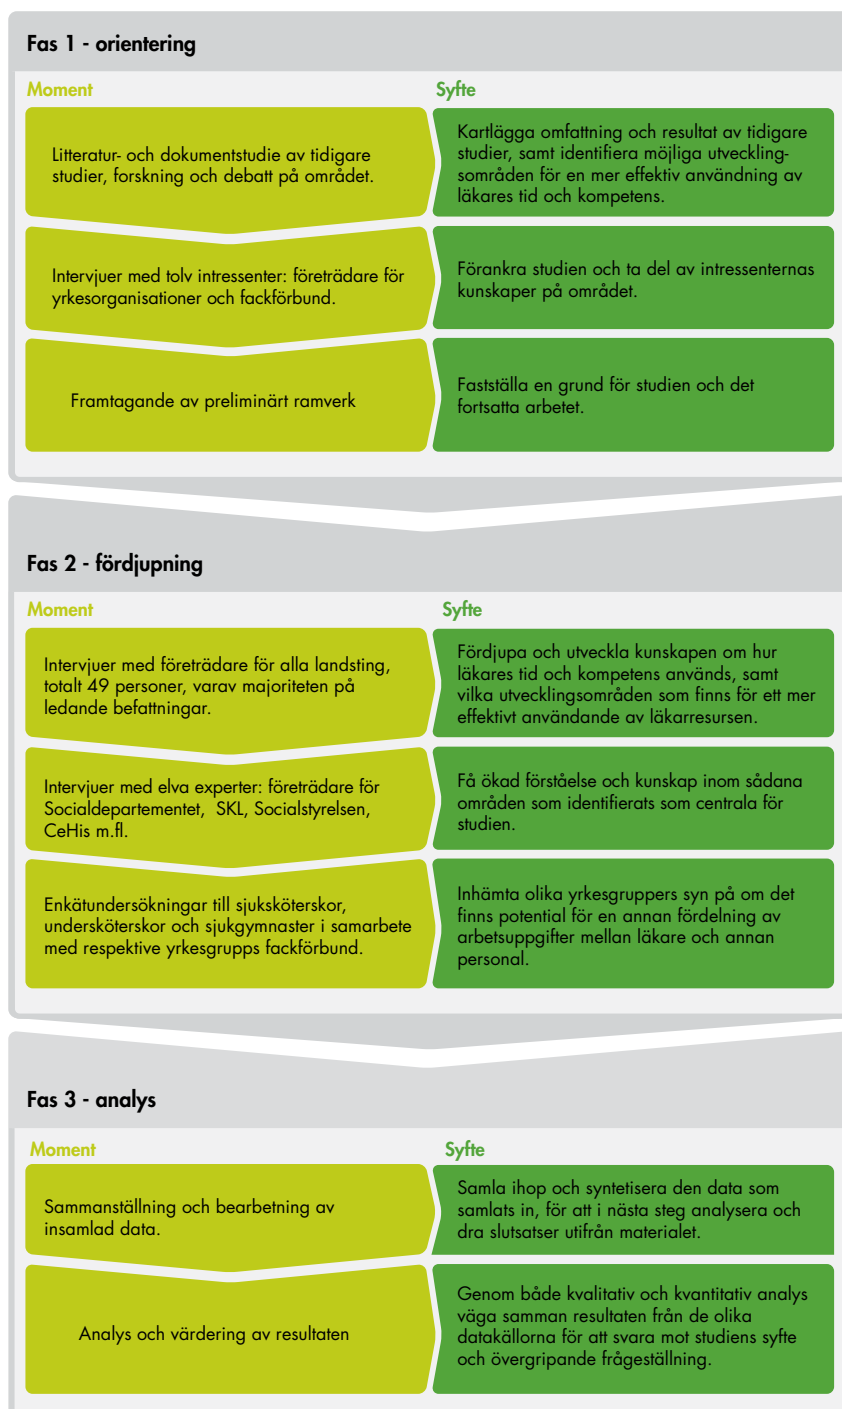 Fas 1 - orientering
Moment
Syfte
Litteratur- och dokumentstudie av tidigare
studier, forskning och debatt på området.
Kartlägga omfattning och resultat av tidigare
studier, samt identifiera möjliga utveckling-
sområden för en mer effektiv användning av
läkares tid och kompetens.
Intervjuer med tolv intressenter: företrädare för
yrkesorganisationer och fackförbund.
Förankra studien och ta del av intressenternas
kunskaper på området.
Framtagande av preliminärt ramverk
Fastställa en grund för studien och det
fortsatta arbetet.
Fas 2 - fördjupning
Moment
Syfte
Intervjuer med företrädare för alla landsting,
totalt 49 personer, varav majoriteten på
ledande befattningar.
Fördjupa och utveckla kunskapen om hur
läkares tid och kompetens används, samt
vilka utvecklingsområden som finns för ett mer
effektivt användande av läkarresursen.
Intervjuer med elva experter: företrädare för
Socialdepartementet, SKL, Socialstyrelsen,
CeHis m.fl.
Få ökad förståelse och kunskap inom sådana
områden som identifierats som centrala för
studien.
Enkätundersökningar till sjuksköterskor,
undersköterskor och sjukgymnaster i samarbete
med respektive yrkesgrupps fackförbund.
Inhämta olika yrkesgruppers syn på om det
finns potential för en annan fördelning av
arbetsuppgifter mellan läkare och annan
personal.
Fas 3 - analys
Moment
Syfte
Sammanställning och bearbetning av
insamlad data.
Samla ihop och syntetisera den data som
samlats in, för att i nästa steg analysera och
dra slutsatser utifrån materialet.
Analys och värdering av resultaten
Genom både kvalitativ och kvantitativ analys
väga samman resultaten från de olika
datakällorna för att svara mot studiens syfte
och övergripande frågeställning.